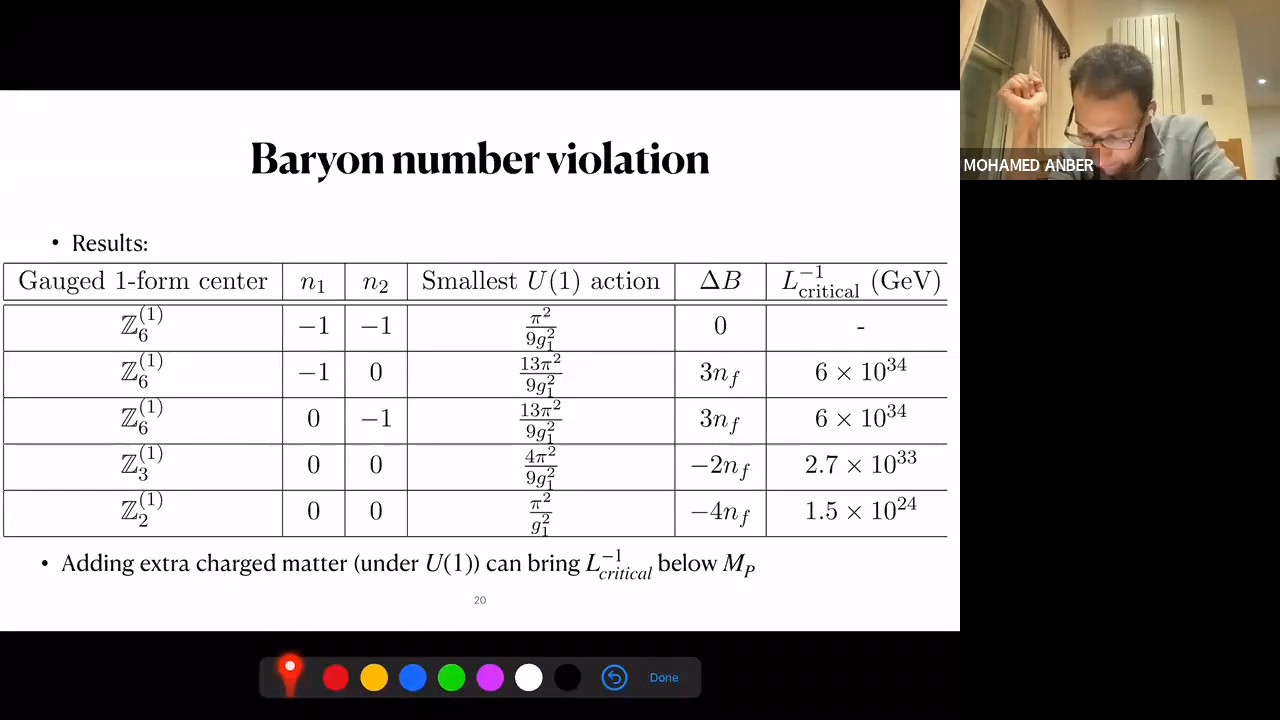 Baryon number violation
• Results:
Gauged 1-form center n₁ n₂ Smallest U(1) action ΔB L⁻¹_critical (GeV)
ℤ₆⁽¹⁾ −1 −1 π²/9g₁² 0 -
ℤ₆⁽¹⁾ −1 0 13π²/9g₁² 3n_f 6 × 10³⁴
ℤ₆⁽¹⁾ 0 −1 13π²/9g₁² 3n_f 6 × 10³⁴
ℤ₃⁽¹⁾ 0 0 4π²/9g₁² −2n_f 2.7 × 10³³
ℤ₂⁽¹⁾ 0 0 π²/g₁² −4n_f 1.5 × 10²⁴
• Adding extra charged matter (under U(1)) can bring L⁻¹_critical below M_P
20
Done
MOHAMED ANBER